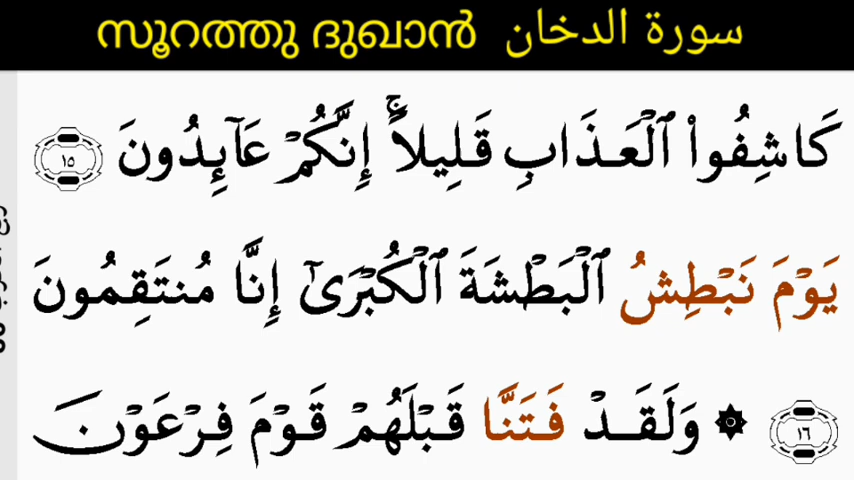 സൂറത്തു ദുഖാൻ سورة الدخان
كَاشِفُوا۟ ٱلْعَذَابِ قَلِيلًاۚ إِنَّكُمْ عَآئِدُونَ ١٥
يَوْمَ نَبْطِشُ ٱلْبَطْشَةَ ٱلْكُبْرَىٰٓ إِنَّا مُنتَقِمُونَ
١٦ ۞ وَلَقَدْ فَتَنَّا قَبْلَهُمْ قَوْمَ فِرْعَوْنَ